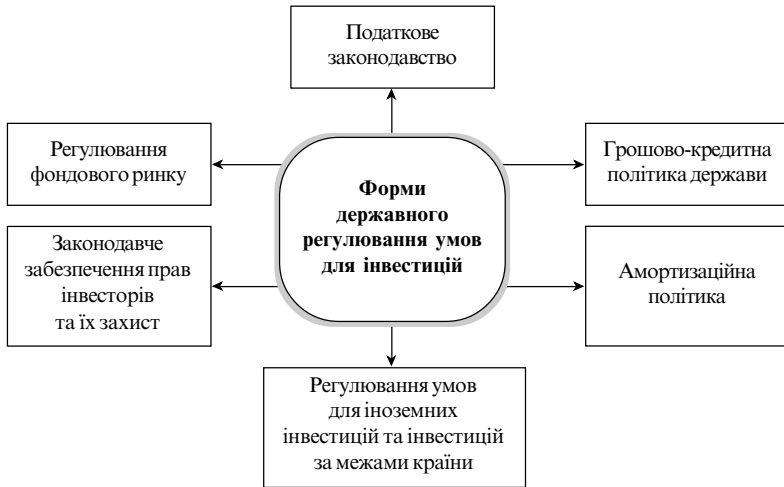 Податкове
законодавство
Регулювання
фондового ринку
Грошово-кредитна
політика держави
Форми
державного
регулювання умов
для інвестицій
Законодавче
забезпечення прав
інвесторів
та їх захист
Амортизаційна
політика
Регулювання умов
для іноземних
інвестицій та інвестицій
за межами країни